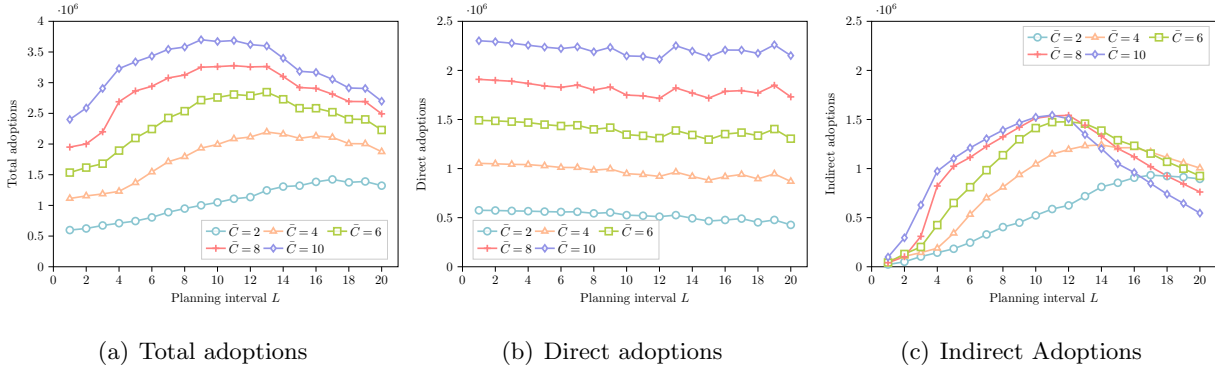 ·10^6
4
3.5
3
2.5
2
1.5
1
0.5
0
Total adoptions
0 2 4 6 8 10 12 14 16 18 20
Planning interval L
C̄ = 2 C̄ = 4 C̄ = 6
C̄ = 8 C̄ = 10
(a) Total adoptions
·10^6
2.5
2
1.5
1
0.5
0
Direct adoptions
0 2 4 6 8 10 12 14 16 18 20
Planning interval L
C̄ = 2 C̄ = 4 C̄ = 6
C̄ = 8 C̄ = 10
(b) Direct adoptions
·10^6
2.5
2
1.5
1
0.5
0
Indirect adoptions
0 2 4 6 8 10 12 14 16 18 20
Planning interval L
C̄ = 2 C̄ = 4 C̄ = 6
C̄ = 8 C̄ = 10
(c) Indirect Adoptions